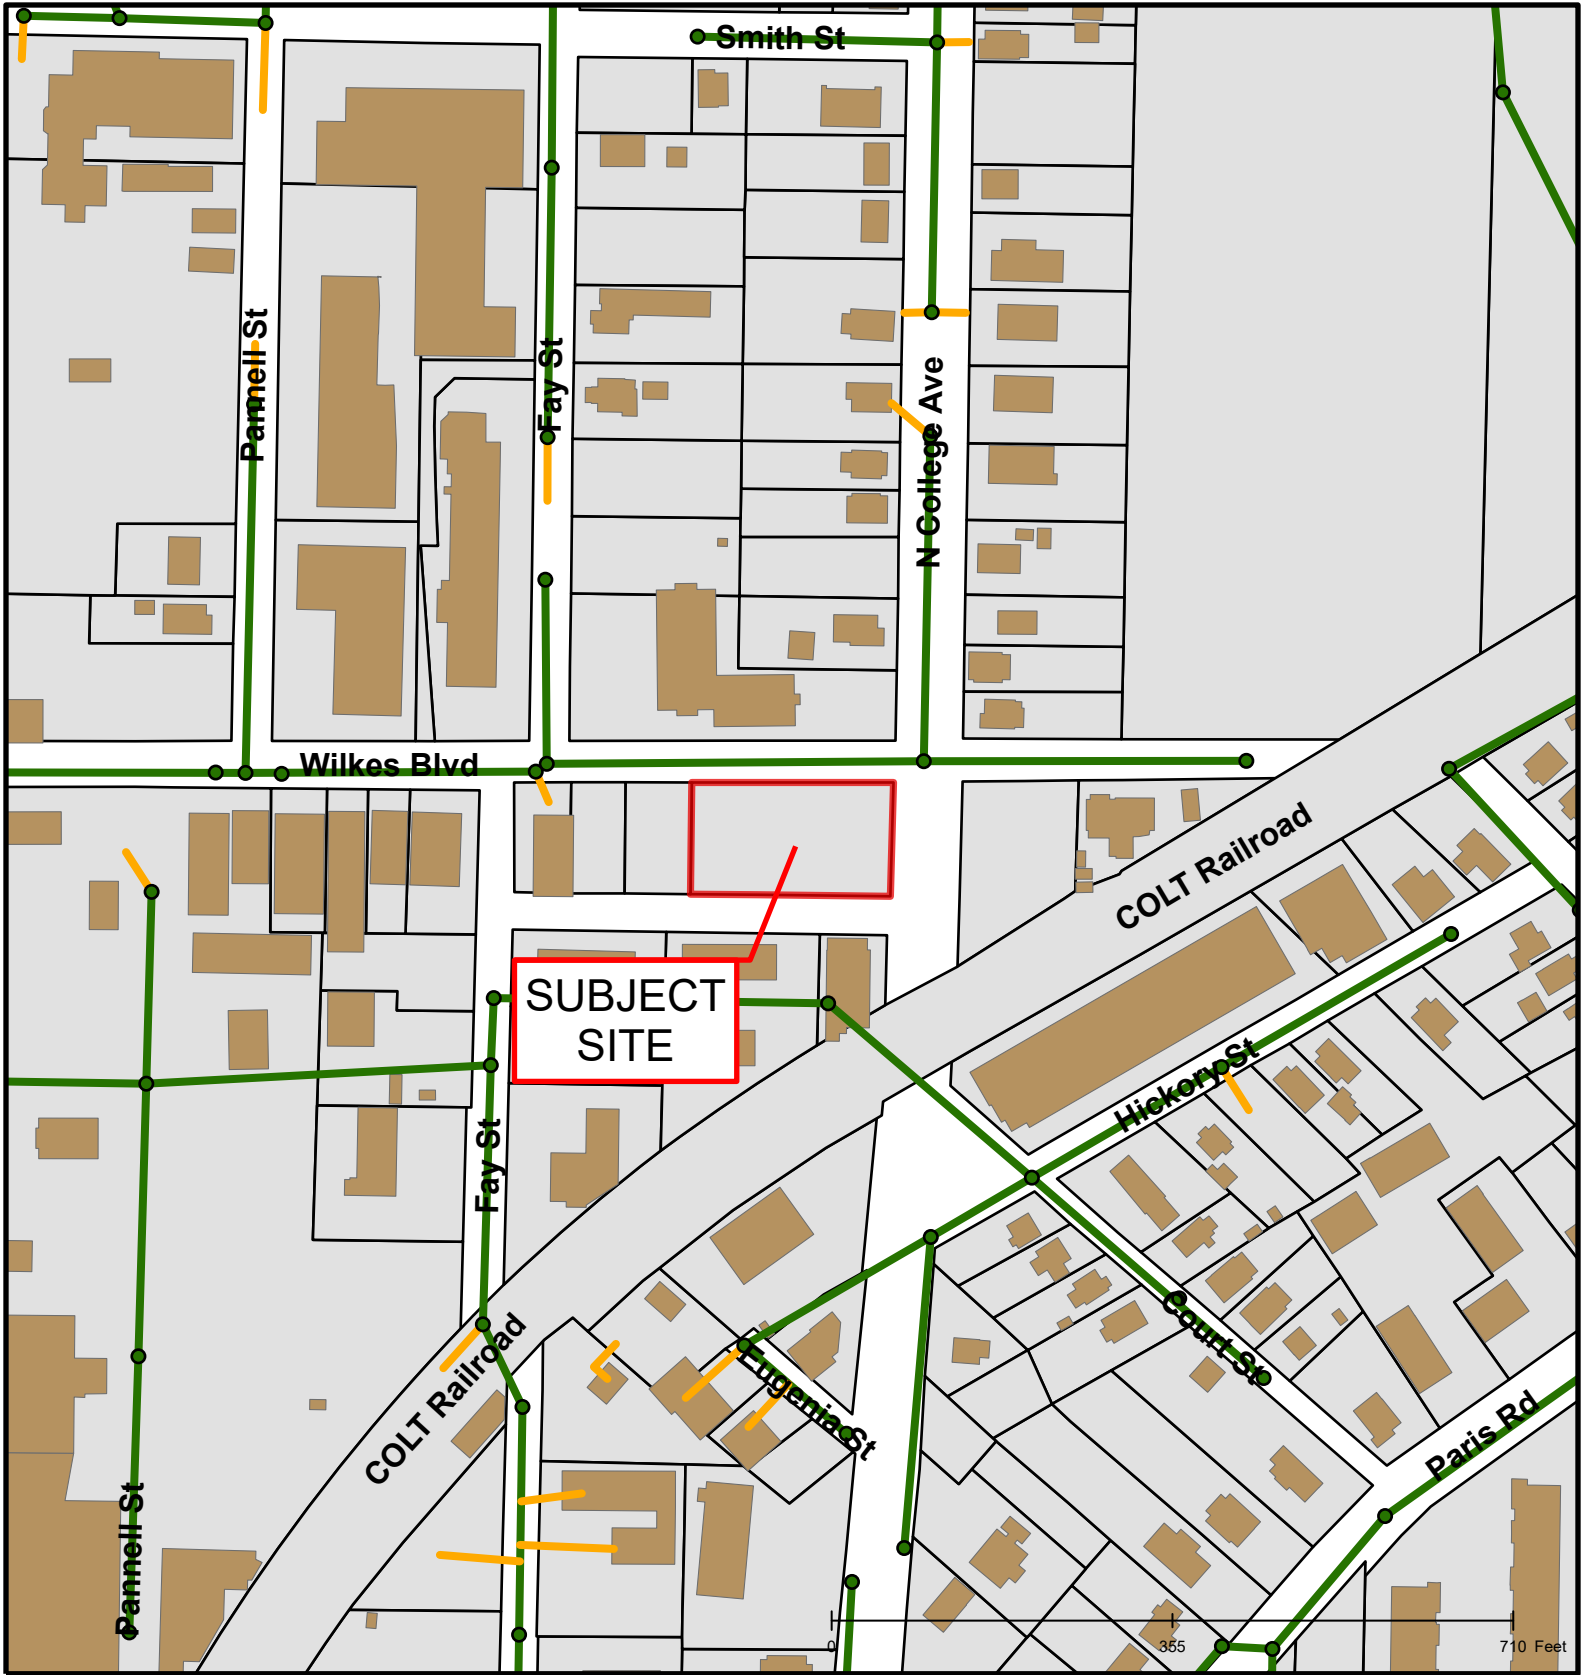 Smith St
Pannell St
Fay St
N College Ave
Wilkes Blvd
COLT Railroad
SUBJECT
SITE
Hickory St
Fay St
COLT Railroad
Court St
Eugenia St
Paris Rd
Pannell St
0 355 710 Feet